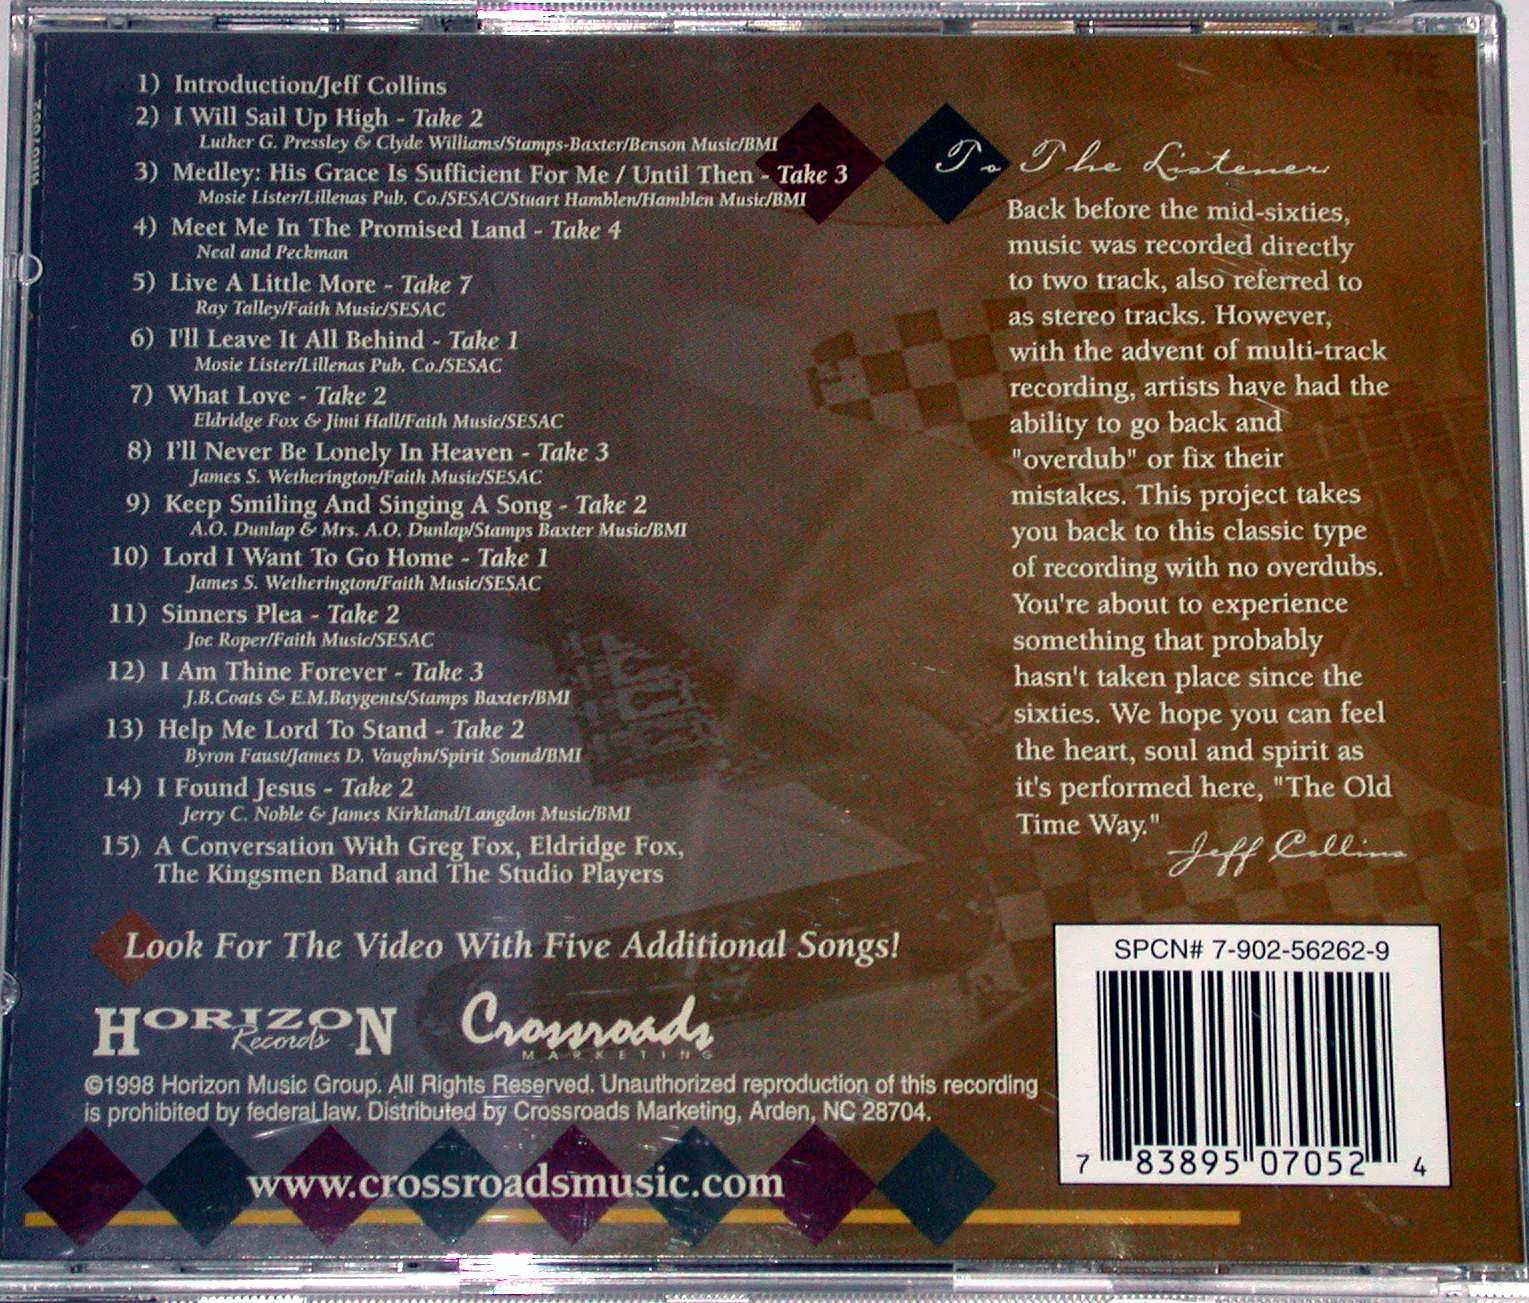 1) Introduction/Jeff Collins
2) I Will Sail Up High - Take 2
Luther G. Pressley & Clyde Williams/Stamps-Baxter/Benson Music/BMI
3) Medley: His Grace Is Sufficient For Me / Until Then - Take 3
Mosie Lister/Lillenas Pub. Co./SESAC/Stuart Hamblen/Hamblen Music/BMI
4) Meet Me In The Promised Land - Take 4
Neal and Peckman
5) Live A Little More - Take 7
Ray Talley/Faith Music/SESAC
6) I'll Leave It All Behind - Take 1
Mosie Lister/Lillenas Pub. Co./SESAC
7) What Love - Take 2
Eldridge Fox & Jimi Hall/Faith Music/SESAC
8) I'll Never Be Lonely In Heaven - Take 3
James S. Wetherington/Faith Music/SESAC
9) Keep Smiling And Singing A Song - Take 2
A.O. Dunlap & Mrs. A.O. Dunlap/Stamps Baxter Music/BMI
10) Lord I Want To Go Home - Take 1
James S. Wetherington/Faith Music/SESAC
11) Sinners Plea - Take 2
Joe Roper/Faith Music/SESAC
12) I Am Thine Forever - Take 3
J.B.Coats & E.M.Baygents/Stamps Baxter/BMI
13) Help Me Lord To Stand - Take 2
Byron Faust/James D. Vaughn/Spirit Sound/BMI
14) I Found Jesus - Take 2
Jerry C. Noble & James Kirkland/Langdon Music/BMI
15) A Conversation With Greg Fox, Eldridge Fox,
The Kingsmen Band and The Studio Players
Look For The Video With Five Additional Songs!
HORIZON
Records
Crossroads
MARKETING
©1998 Horizon Music Group. All Rights Reserved. Unauthorized reproduction of this recording
is prohibited by federal law. Distributed by Crossroads Marketing, Arden, NC 28704.
www.crossroadsmusic.com
To The Listener
Back before the mid-sixties,
music was recorded directly
to two track, also referred to
as stereo tracks. However,
with the advent of multi-track
recording, artists have had the
ability to go back and
"overdub" or fix their
mistakes. This project takes
you back to this classic type
of recording with no overdubs.
You're about to experience
something that probably
hasn't taken place since the
sixties. We hope you can feel
the heart, soul and spirit as
it's performed here, "The Old
Time Way."
Jeff Collins
SPCN# 7-902-56262-9
7 83895 07052 4